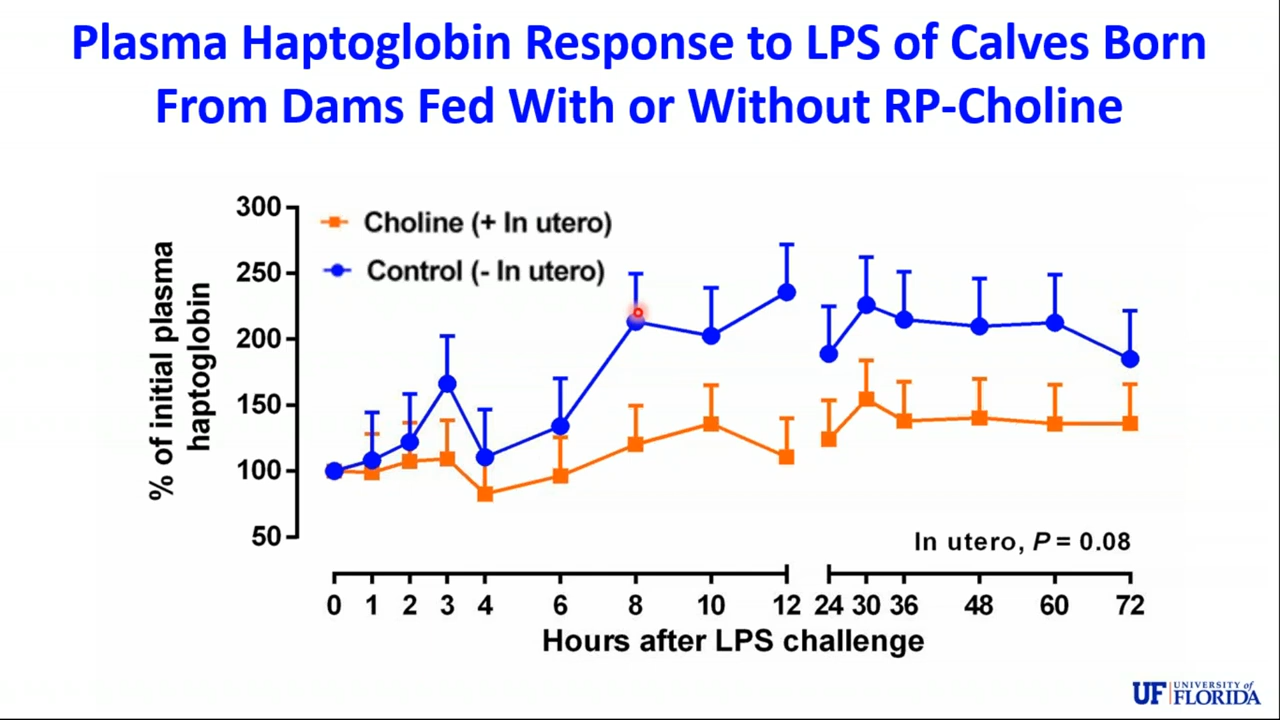 Plasma Haptoglobin Response to LPS of Calves Born
From Dams Fed With or Without RP-Choline
300
250
200
150
100
50
% of initial plasma
haptoglobin
Choline (+ In utero)
Control (- In utero)
In utero, P = 0.08
0 1 2 3 4 6 8 10 12 24 30 36 48 60 72
Hours after LPS challenge
UF UNIVERSITY of
FLORIDA